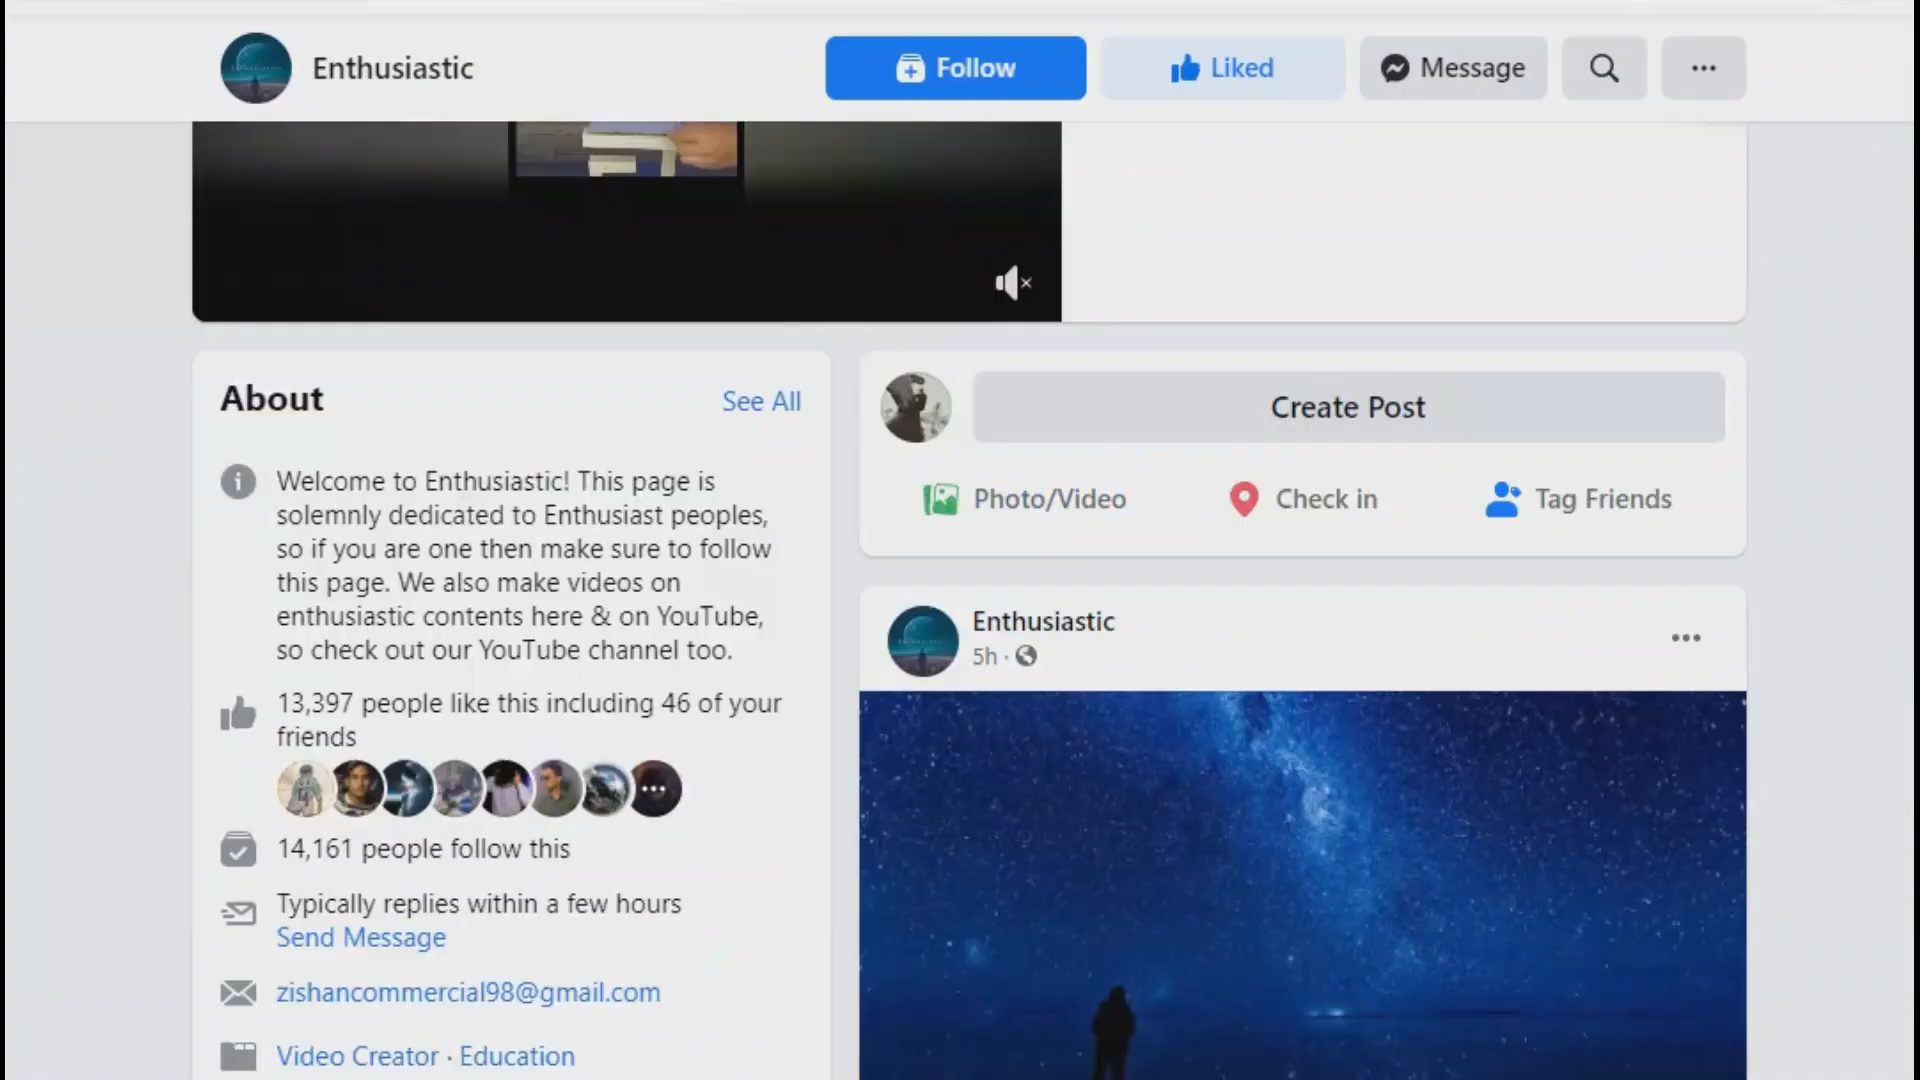 Enthusiastic
Follow
Liked
Message
About
See All
Welcome to Enthusiastic! This page is
solemnly dedicated to Enthusiast peoples,
so if you are one then make sure to follow
this page. We also make videos on
enthusiastic contents here & on YouTube,
so check out our YouTube channel too.
13,397 people like this including 46 of your
friends
14,161 people follow this
Typically replies within a few hours
Send Message
zishancommercial98@gmail.com
Video Creator · Education
Create Post
Photo/Video
Check in
Tag Friends
Enthusiastic
5h ·